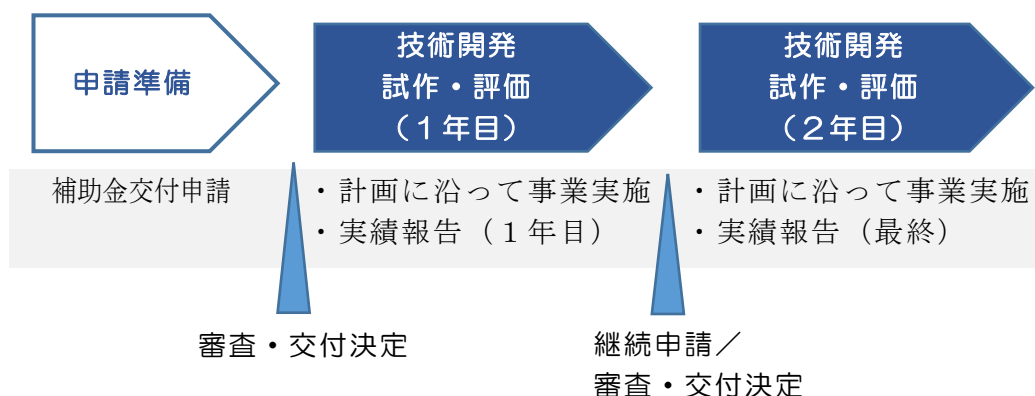 申請準備
技術開発
試作・評価
（１年目）
技術開発
試作・評価
（２年目）
補助金交付申請
・計画に沿って事業実施
・実績報告（１年目）
・計画に沿って事業実施
・実績報告（最終）
審査・交付決定
継続申請／
審査・交付決定